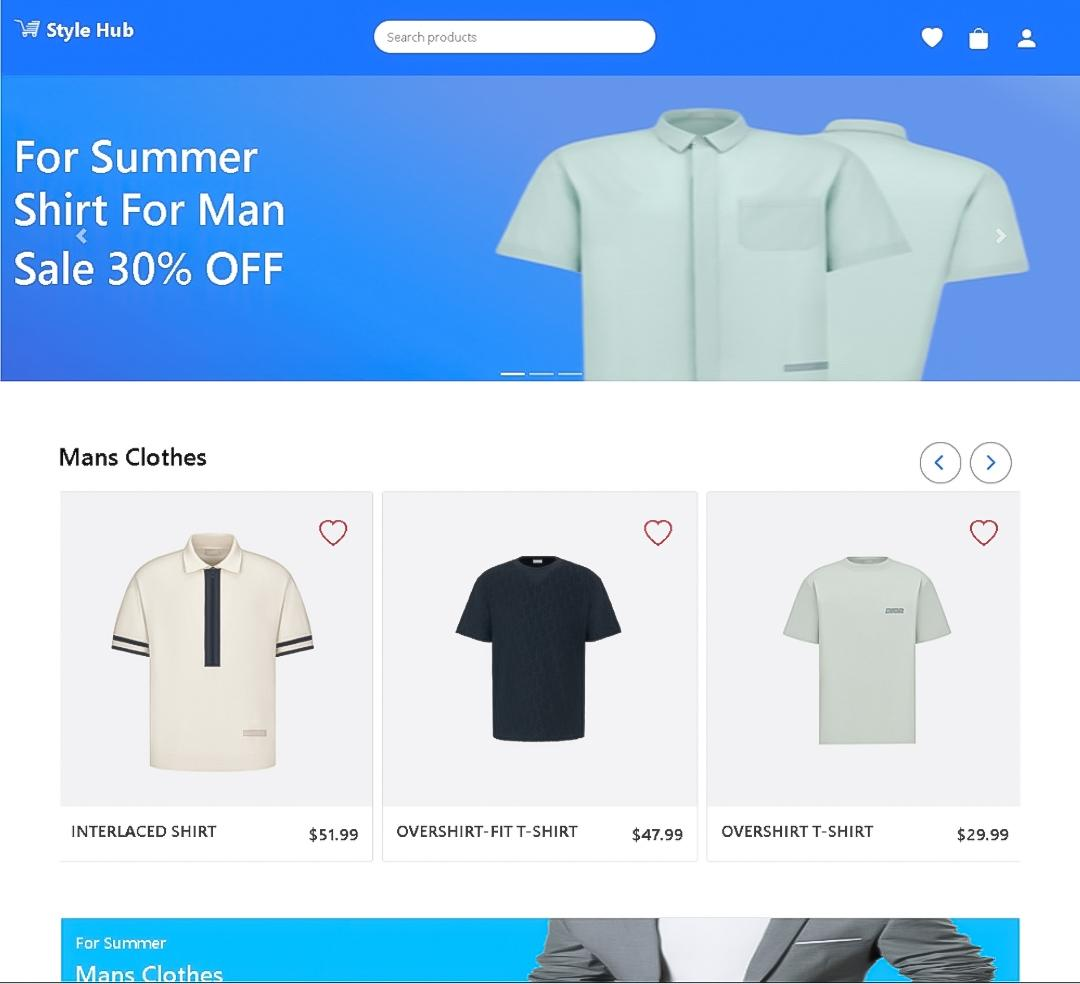 Style Hub
Search products
For Summer
Shirt For Man
Sale 30% OFF
Mans Clothes
INTERLACED SHIRT
$51.99
OVERSHIRT-FIT T-SHIRT
$47.99
OVERSHIRT T-SHIRT
$29.99
For Summer
Mans Clothes